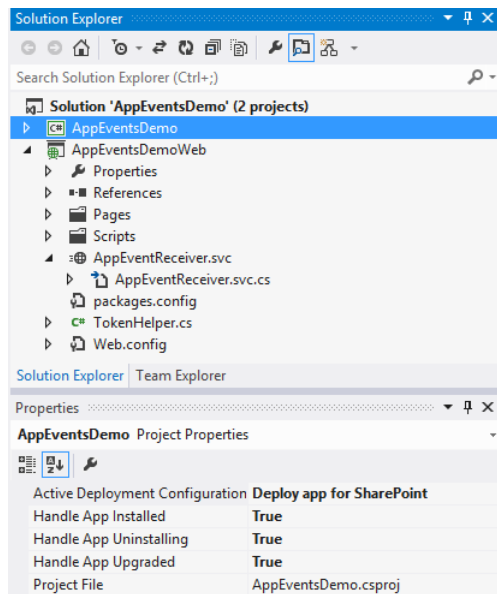 Solution Explorer
Search Solution Explorer (Ctrl+;)
Solution 'AppEventsDemo' (2 projects)
C# AppEventsDemo
AppEventsDemoWeb
Properties
References
Pages
Scripts
AppEventReceiver.svc
AppEventReceiver.svc.cs
packages.config
C# TokenHelper.cs
Web.config
Solution Explorer Team Explorer
Properties
AppEventsDemo Project Properties
Active Deployment Configuration Deploy app for SharePoint
Handle App Installed True
Handle App Uninstalling True
Handle App Upgraded True
Project File AppEventsDemo.csproj